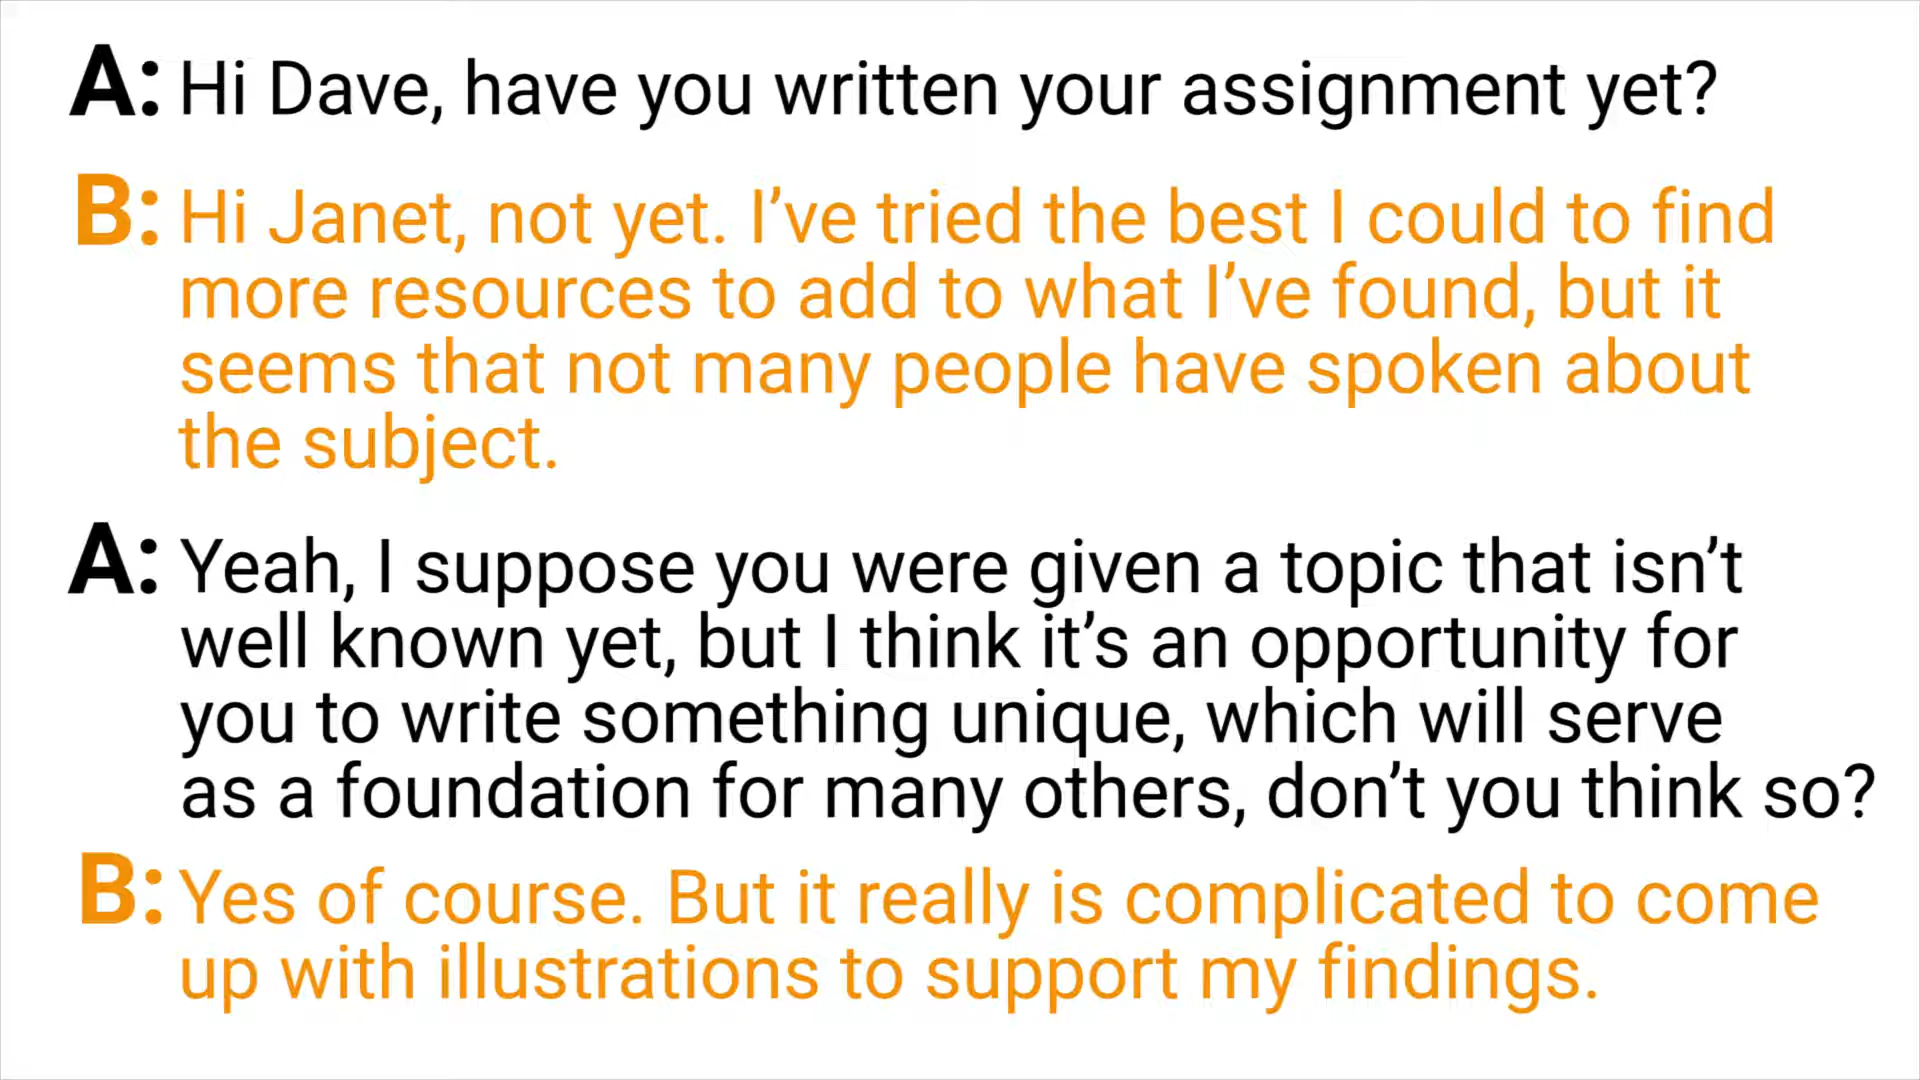 A: Hi Dave, have you written your assignment yet?
B: Hi Janet, not yet. I’ve tried the best I could to find
more resources to add to what I’ve found, but it
seems that not many people have spoken about
the subject.
A: Yeah, I suppose you were given a topic that isn’t
well known yet, but I think it’s an opportunity for
you to write something unique, which will serve
as a foundation for many others, don’t you think so?
B: Yes of course. But it really is complicated to come
up with illustrations to support my findings.